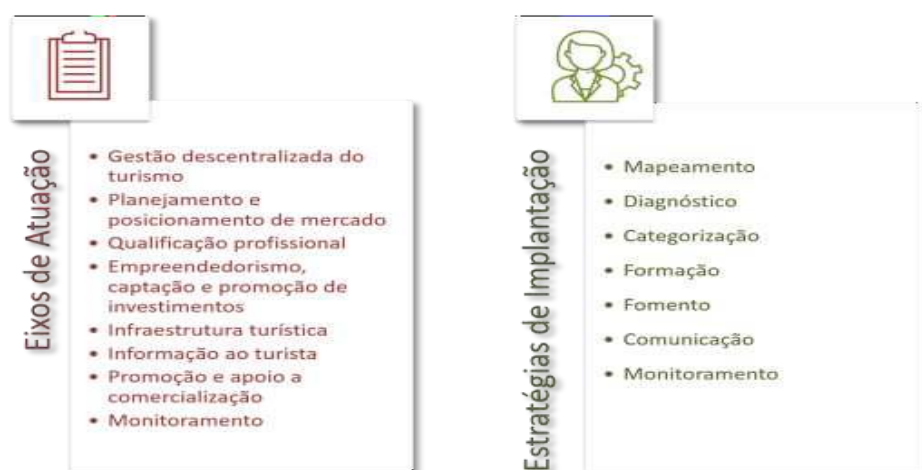 Eixos de Atuação
• Gestão descentralizada do
turismo
• Planejamento e
posicionamento de mercado
• Qualificação profissional
• Empreendedorismo,
captação e promoção de
investimentos
• Infraestrutura turística
• Informação ao turista
• Promoção e apoio a
comercialização
• Monitoramento
Estratégias de Implantação
• Mapeamento
• Diagnóstico
• Categorização
• Formação
• Fomento
• Comunicação
• Monitoramento